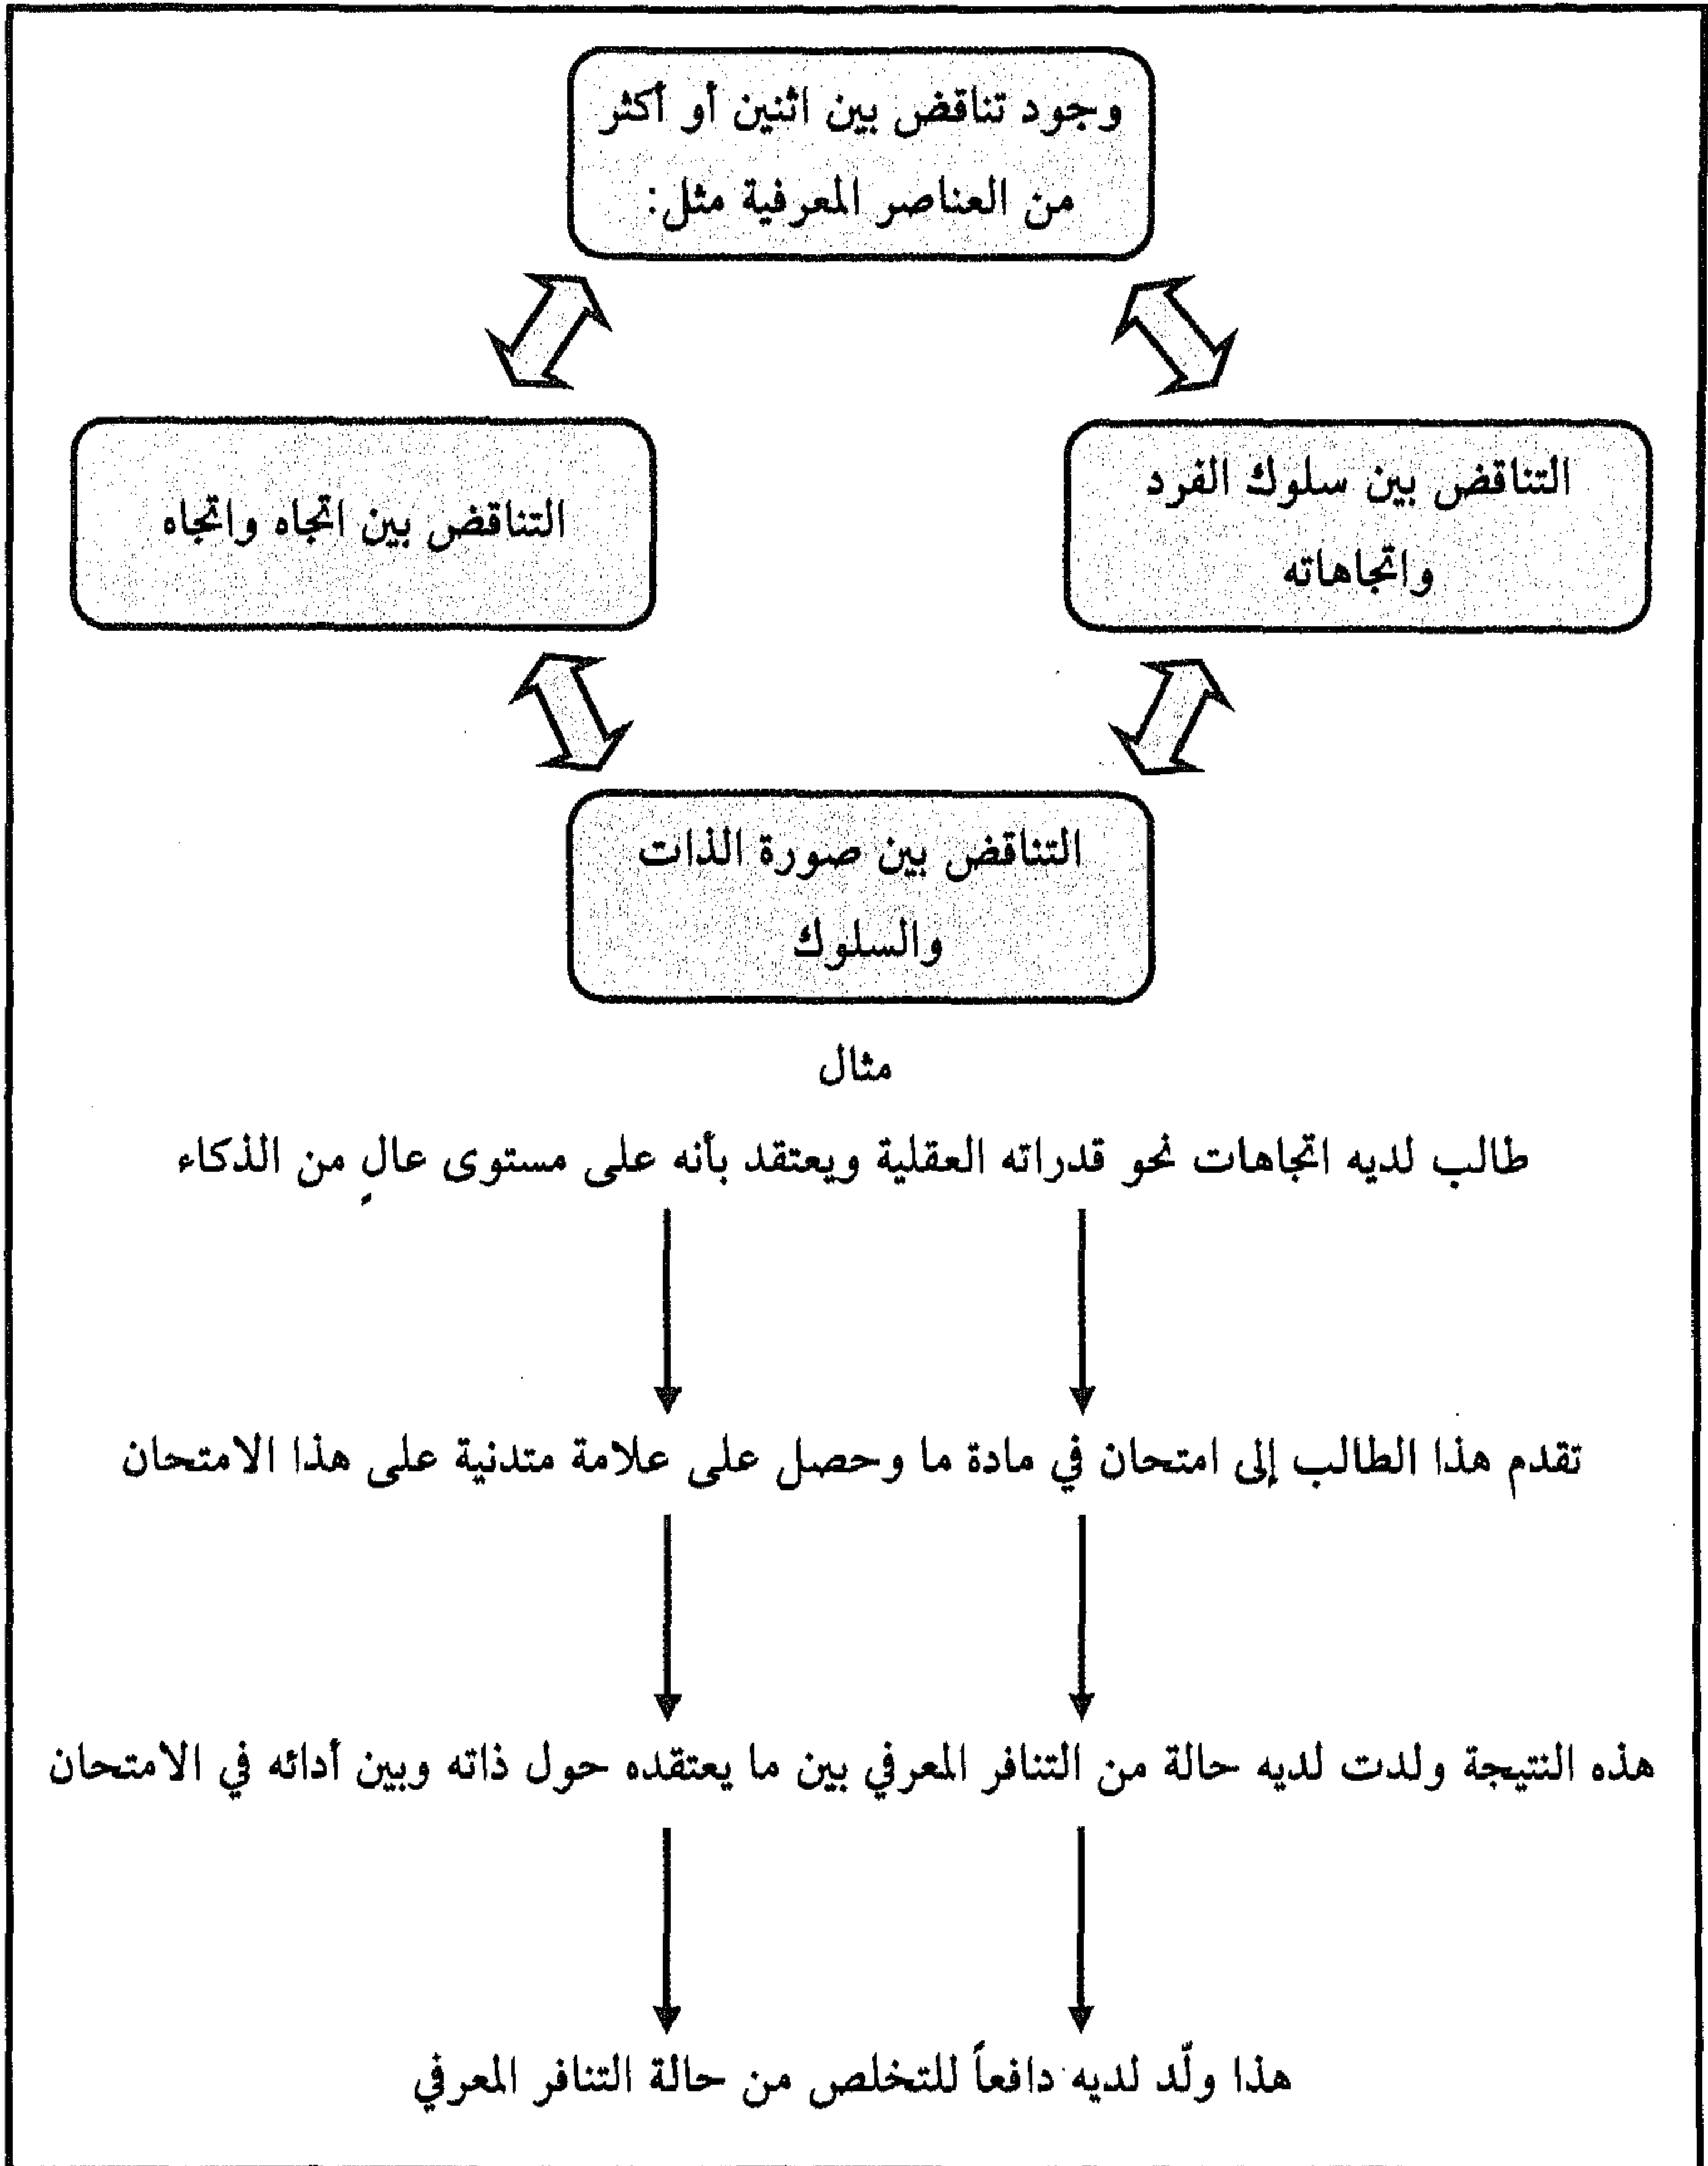 وجود تناقض بين اثنين أو أكثر
من العناصر المعرفية مثل:
التناقض بين سلوك الفرد
واتجاهاته
التناقض بين اتجاه واتجاه
التناقض بين صورة الذات
والسلوك
مثال
طالب لديه اتجاهات نحو قدراته العقلية ويعتقد بأنه على مستوى عالٍ من الذكاء
تقدم هذا الطالب إلى امتحان في مادة ما وحصل على علامة متدنية على هذا الامتحان
هذه النتيجة ولدت لديه حالة من التنافر المعرفي بين ما يعتقده حول ذاته وبين أدائه في الامتحان
هذا ولّد لديه دافعاً للتخلص من حالة التنافر المعرفي